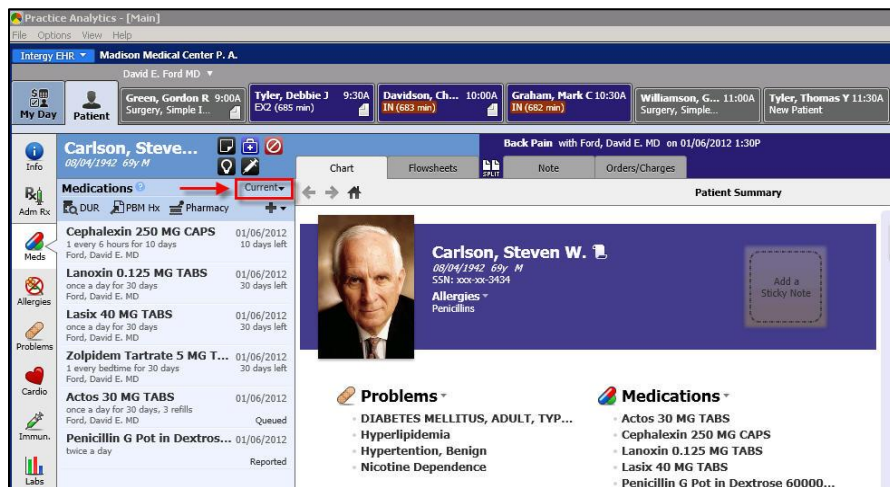 Practice Analytics - [Main]
File Options View Help
Intergy EHR Madison Medical Center P. A.
David E. Ford MD
My Day
Patient
Green, Gordon R 9:00A
Surgery, Simple I...
Tyler, Debbie J 9:30A
EX2 (685 min)
Davidson, Ch... 10:00A
IN (683 min)
Graham, Mark C 10:30A
IN (682 min)
Williamson, G... 11:00A
Surgery, Simple...
Tyler, Thomas Y 11:30A
New Patient
Info
Adm Rx
Meds
Allergies
Problems
Cardio
Immun.
Labs
Carlson, Steve...
08/04/1942 69y M
Medications Current
DUR PBM Hx Pharmacy
Cephalexin 250 MG CAPS 01/06/2012
1 every 6 hours for 10 days 10 days left
Ford, David E. MD
Lanoxin 0.125 MG TABS 01/06/2012
once a day for 30 days 30 days left
Ford, David E. MD
Lasix 40 MG TABS 01/06/2012
once a day for 30 days 30 days left
Ford, David E. MD
Zolpidem Tartrate 5 MG T... 01/06/2012
1 every bedtime for 30 days 30 days left
Ford, David E. MD
Actos 30 MG TABS 01/06/2012
once a day for 30 days, 3 refills
Ford, David E. MD Queued
Penicillin G Pot in Dextros... 01/06/2012
twice a day
Reported
Back Pain with Ford, David E. MD on 01/06/2012 1:30P
Chart Flowsheets SPLIT Note Orders/Charges
Patient Summary
Carlson, Steven W.
08/04/1942 69y M
SSN: xxx-xx-3434
Allergies
Penicillins
Add a
Sticky Note
Problems
DIABETES MELLITUS, ADULT, TYP...
Hyperlipidemia
Hypertention, Benign
Nicotine Dependence
Medications
Actos 30 MG TABS
Cephalexin 250 MG CAPS
Lanoxin 0.125 MG TABS
Lasix 40 MG TABS
Penicillin G Pot in Dextrose 60000...